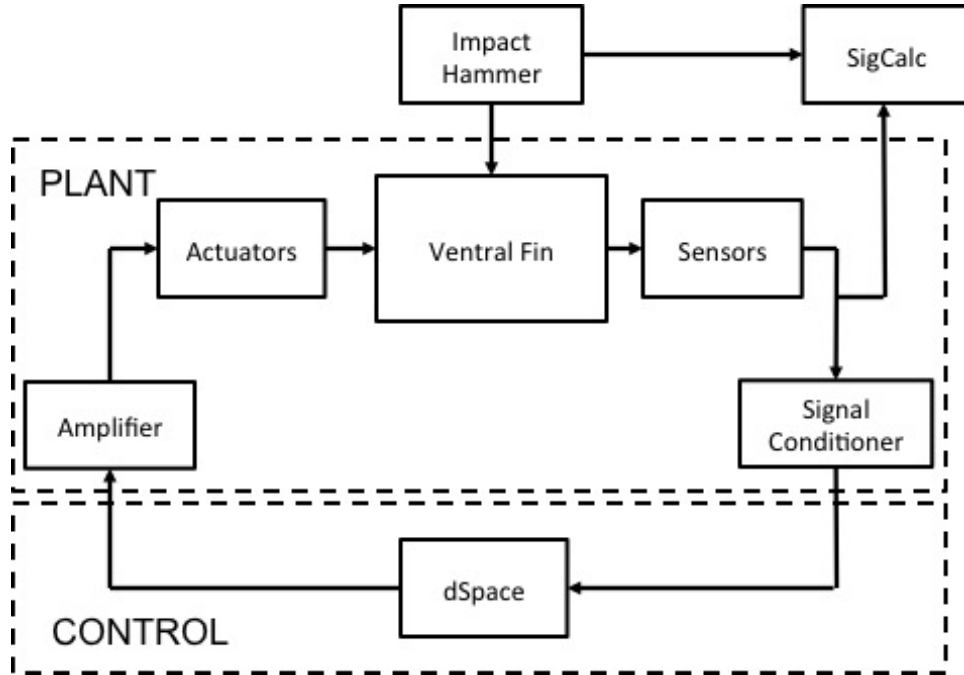 Impact
Hammer
SigCalc
PLANT
Actuators
Ventral Fin
Sensors
Amplifier
Signal
Conditioner
dSpace
CONTROL